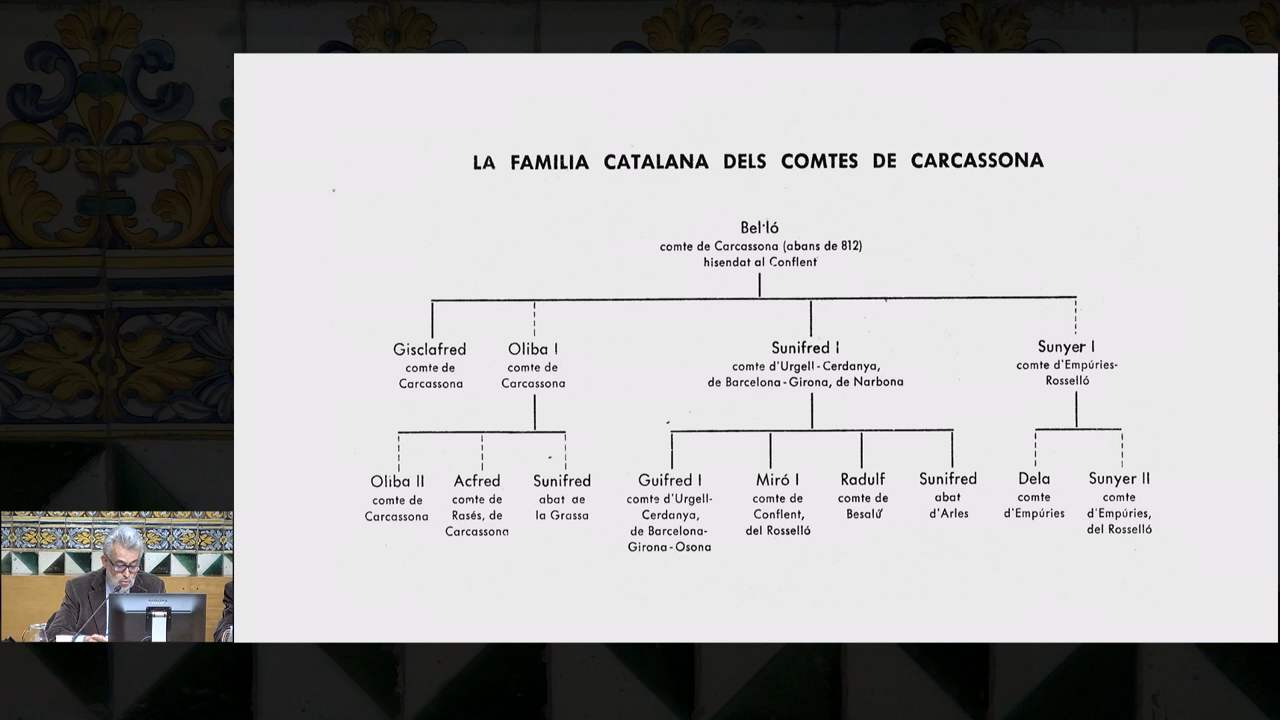 LA FAMILIA CATALANA DELS COMTES DE CARCASSONA
Bel·ló
comte de Carcassona (abans de 812)
hisendat al Conflent
Gisclafred
comte de
Carcassona
Oliba I
comte de
Carcassona
Sunifred I
comte d'Urgell-Cerdanya,
de Barcelona-Girona, de Narbona
Sunyer I
comte d'Empúries-
Rosselló
Oliba II
comte de
Carcassona
Acfred
comte de
Rasés, de
Carcassona
Sunifred
abat de
la Grassa
Guifred I
comte d'Urgell-
Cerdanya,
de Barcelona-
Girona-Osona
Miró I
comte de
Conflent,
del Rosselló
Radulf
comte de
Besalú
Sunifred
abat
d'Arles
Dela
comte
d'Empúries
Sunyer II
comte
d'Empúries,
del Rosselló